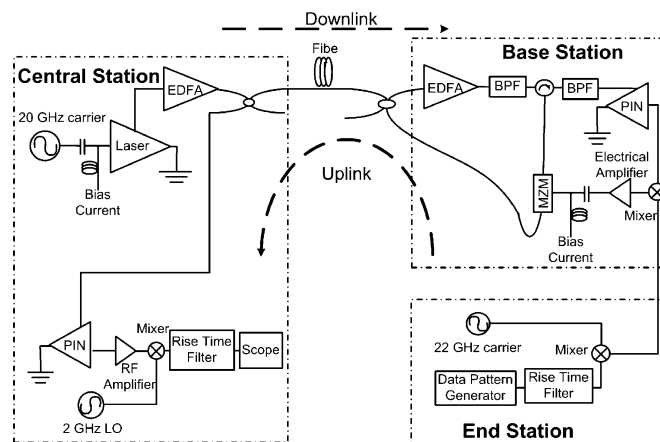 Downlink
Fibe
Base Station
Central Station
EDFA
EDFA
BPF
BPF
PIN
20 GHz carrier
Laser
Bias
Current
Uplink
Electrical
Amplifier
MZM
Mixer
Bias
Current
PIN
RF
Amplifier
Mixer
Rise Time
Filter
Scope
2 GHz LO
22 GHz carrier
Mixer
Data Pattern
Generator
Rise Time
Filter
End Station